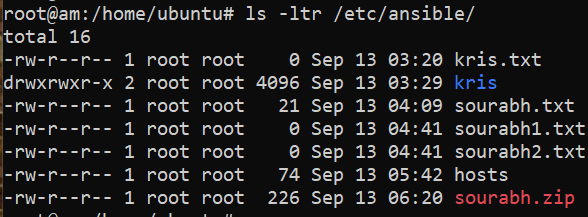 root@am:/home/ubuntu# ls -ltr /etc/ansible/
total 16
-rw-r--r-- 1 root root    0 Sep 13 03:20 kris.txt
drwxrwxr-x 2 root root 4096 Sep 13 03:29 kris
-rw-r--r-- 1 root root   21 Sep 13 04:09 sourabh.txt
-rw-r--r-- 1 root root    0 Sep 13 04:41 sourabh1.txt
-rw-r--r-- 1 root root    0 Sep 13 04:41 sourabh2.txt
-rw-r--r-- 1 root root   74 Sep 13 05:42 hosts
-rw-r--r-- 1 root root  226 Sep 13 06:20 sourabh.zip